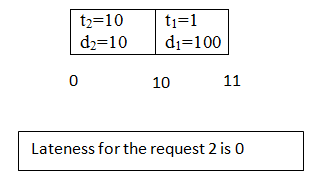 t₂=10 t₁=1
d₂=10 d₁=100
0 10 11
Lateness for the request 2 is 0